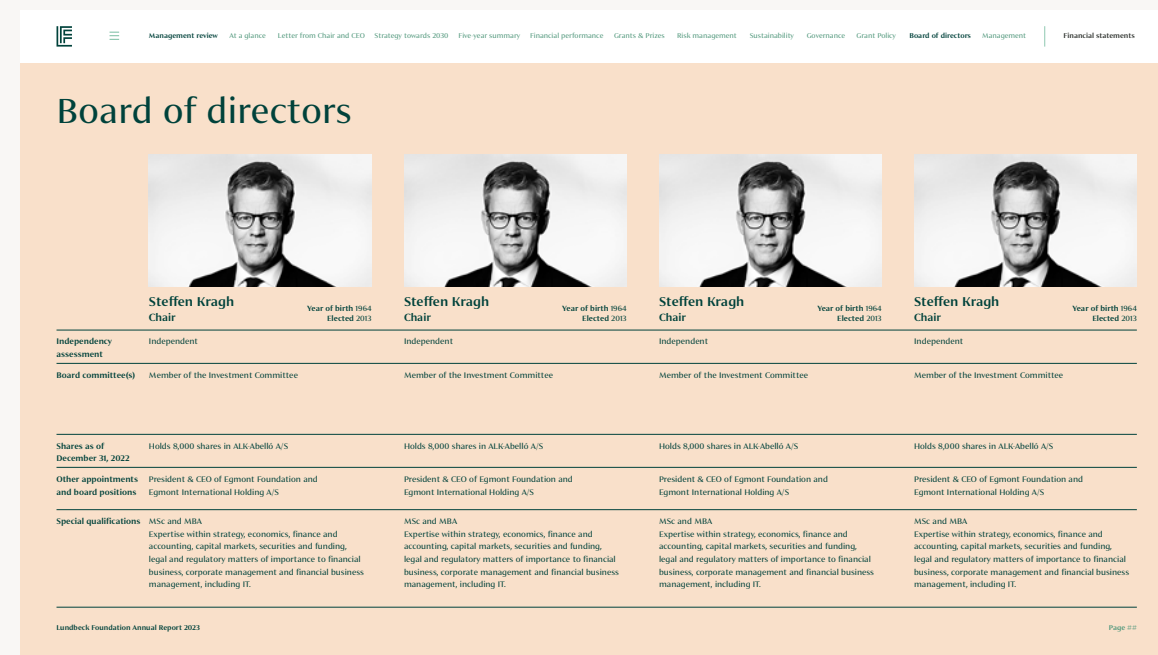 Management review At a glance Letter from Chair and CEO Strategy towards 2030 Five-year summary Financial performance Grants & Prizes Risk management Sustainability Governance Grant Policy Board of directors Management Financial statements
Board of directors
Steffen Kragh Year of birth 1964 Steffen Kragh Year of birth 1964 Steffen Kragh Year of birth 1964 Steffen Kragh Year of birth 1964
Chair Elected 2013 Chair Elected 2013 Chair Elected 2013 Chair Elected 2013
Independency Independent Independent Independent Independent
assessment
Board committee(s) Member of the Investment Committee Member of the Investment Committee Member of the Investment Committee Member of the Investment Committee
Shares as of Holds 8,000 shares in ALK-Abelló A/S Holds 8,000 shares in ALK-Abelló A/S Holds 8,000 shares in ALK-Abelló A/S Holds 8,000 shares in ALK-Abelló A/S
December 31, 2022
Other appointments President & CEO of Egmont Foundation and President & CEO of Egmont Foundation and President & CEO of Egmont Foundation and President & CEO of Egmont Foundation and
and board positions Egmont International Holding A/S Egmont International Holding A/S Egmont International Holding A/S Egmont International Holding A/S
Special qualifications MSc and MBA MSc and MBA MSc and MBA MSc and MBA
Expertise within strategy, economics, finance and Expertise within strategy, economics, finance and Expertise within strategy, economics, finance and Expertise within strategy, economics, finance and
accounting, capital markets, securities and funding, accounting, capital markets, securities and funding, accounting, capital markets, securities and funding, accounting, capital markets, securities and funding,
legal and regulatory matters of importance to financial legal and regulatory matters of importance to financial legal and regulatory matters of importance to financial legal and regulatory matters of importance to financial
business, corporate management and financial business business, corporate management and financial business business, corporate management and financial business business, corporate management and financial business
management, including IT. management, including IT. management, including IT. management, including IT.
Lundbeck Foundation Annual Report 2023 Page ##